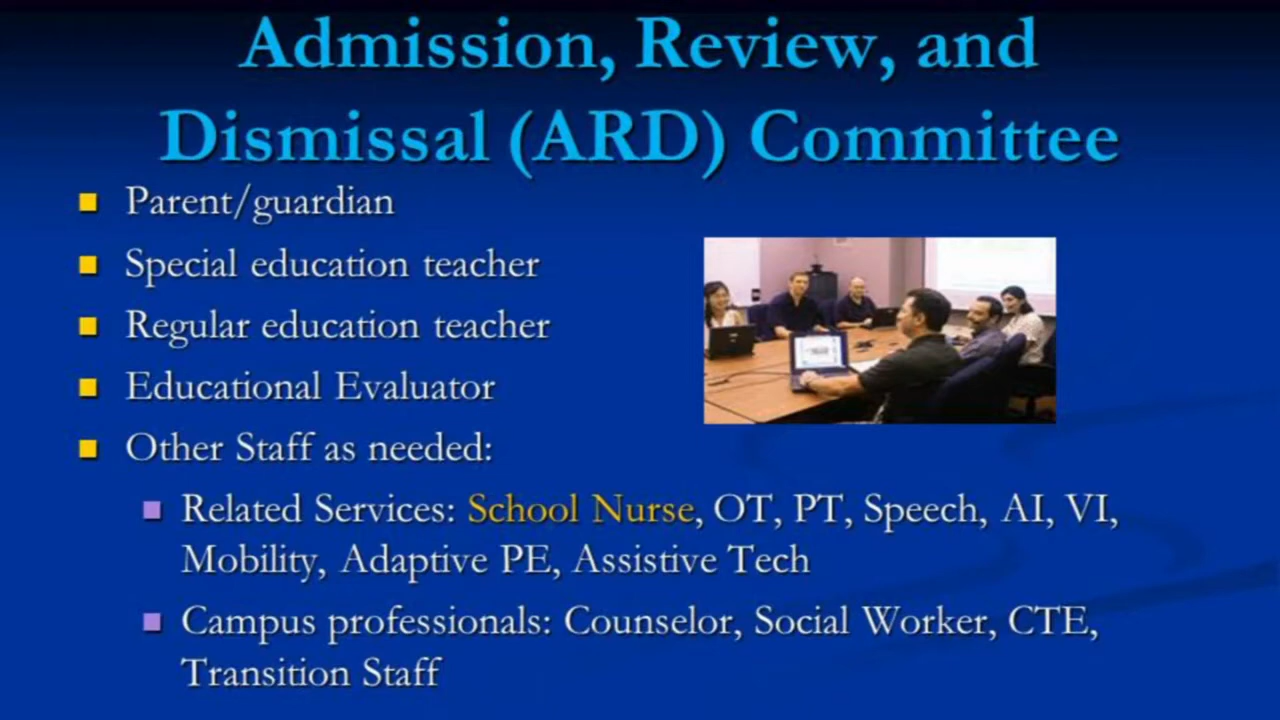 Admission, Review, and
Dismissal (ARD) Committee
Parent/guardian
Special education teacher
Regular education teacher
Educational Evaluator
Other Staff as needed:
Related Services: School Nurse, OT, PT, Speech, AI, VI,
Mobility, Adaptive PE, Assistive Tech
Campus professionals: Counselor, Social Worker, CTE,
Transition Staff